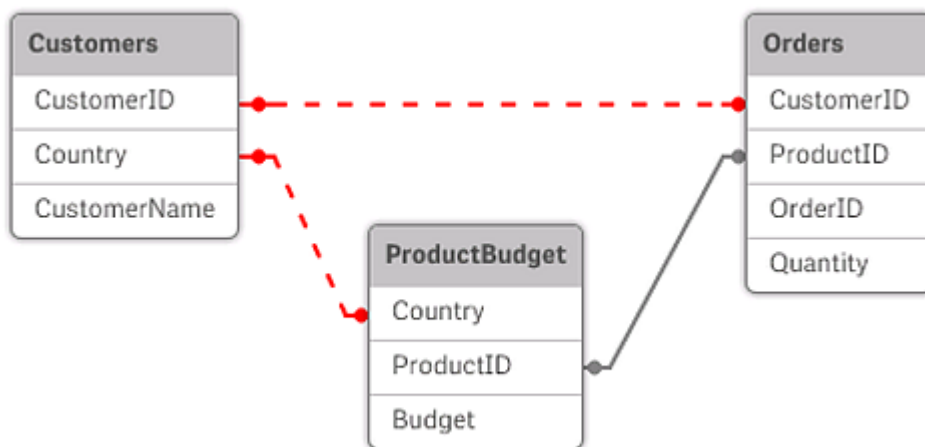 Customers
CustomerID
Country
CustomerName
ProductBudget
Country
ProductID
Budget
Orders
CustomerID
ProductID
OrderID
Quantity